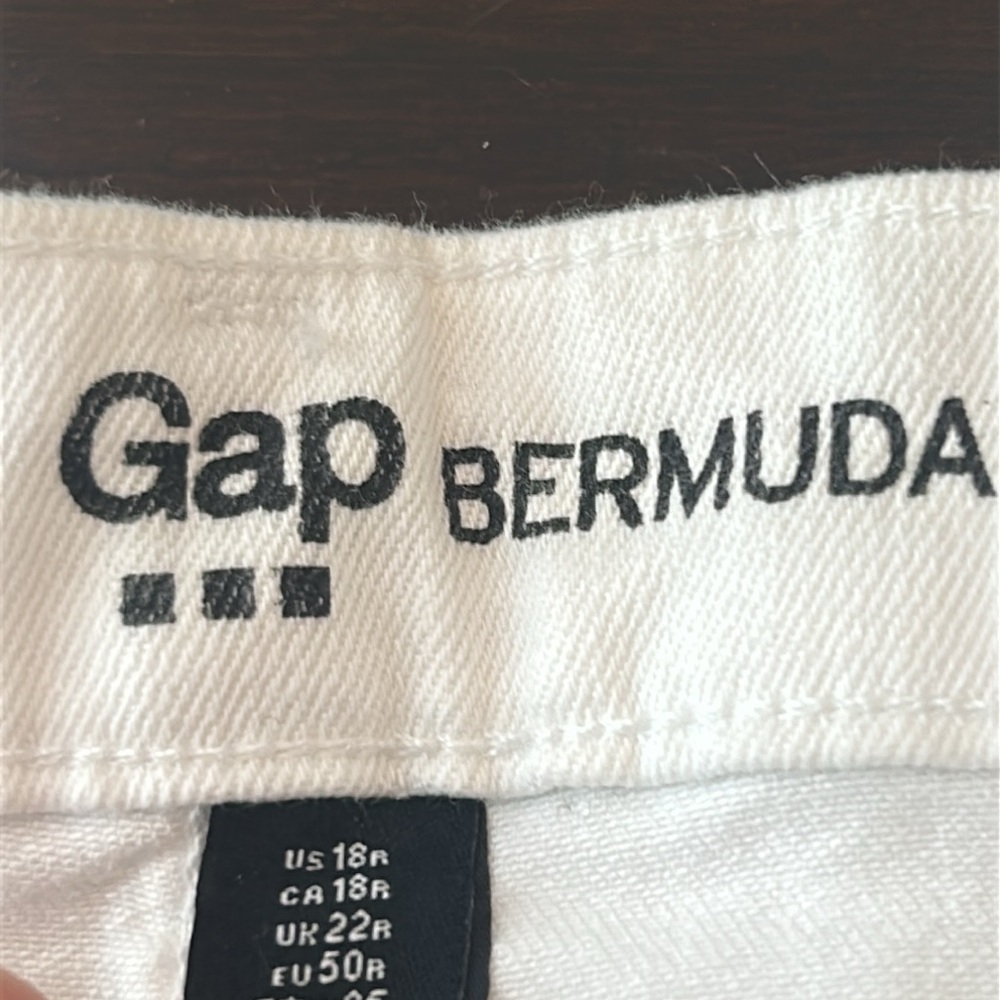 Gap BERMUDA
US 18R
CA 18R
UK 22R
EU 50R